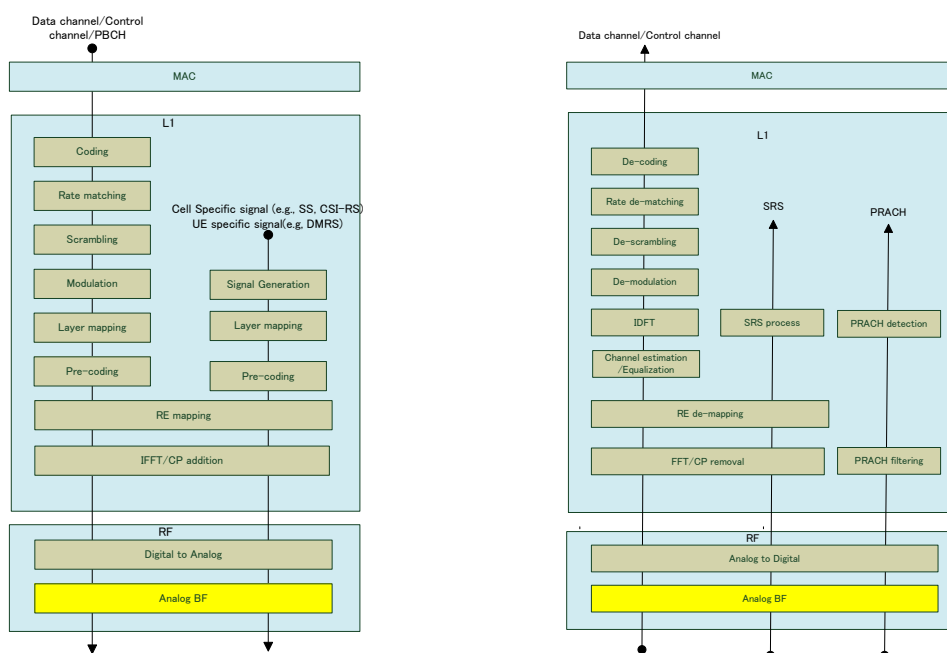 Data channel/Control
channel/PBCH
MAC
L1
Coding
Rate matching
Cell Specific signal (e.g., SS, CSI-RS)
UE specific signal(e.g, DMRS)
Scrambling
Modulation
Signal Generation
Layer mapping
Layer mapping
Pre-coding
Pre-coding
RE mapping
IFFT/CP addition
RF
Digital to Analog
Analog BF
Data channel/Control channel
MAC
L1
De-coding
Rate de-matching
SRS
PRACH
De-scrambling
De-modulation
IDFT
SRS process
PRACH detection
Channel estimation
/Equalization
RE de-mapping
FFT/CP removal
PRACH filtering
RF
Analog to Digital
Analog BF